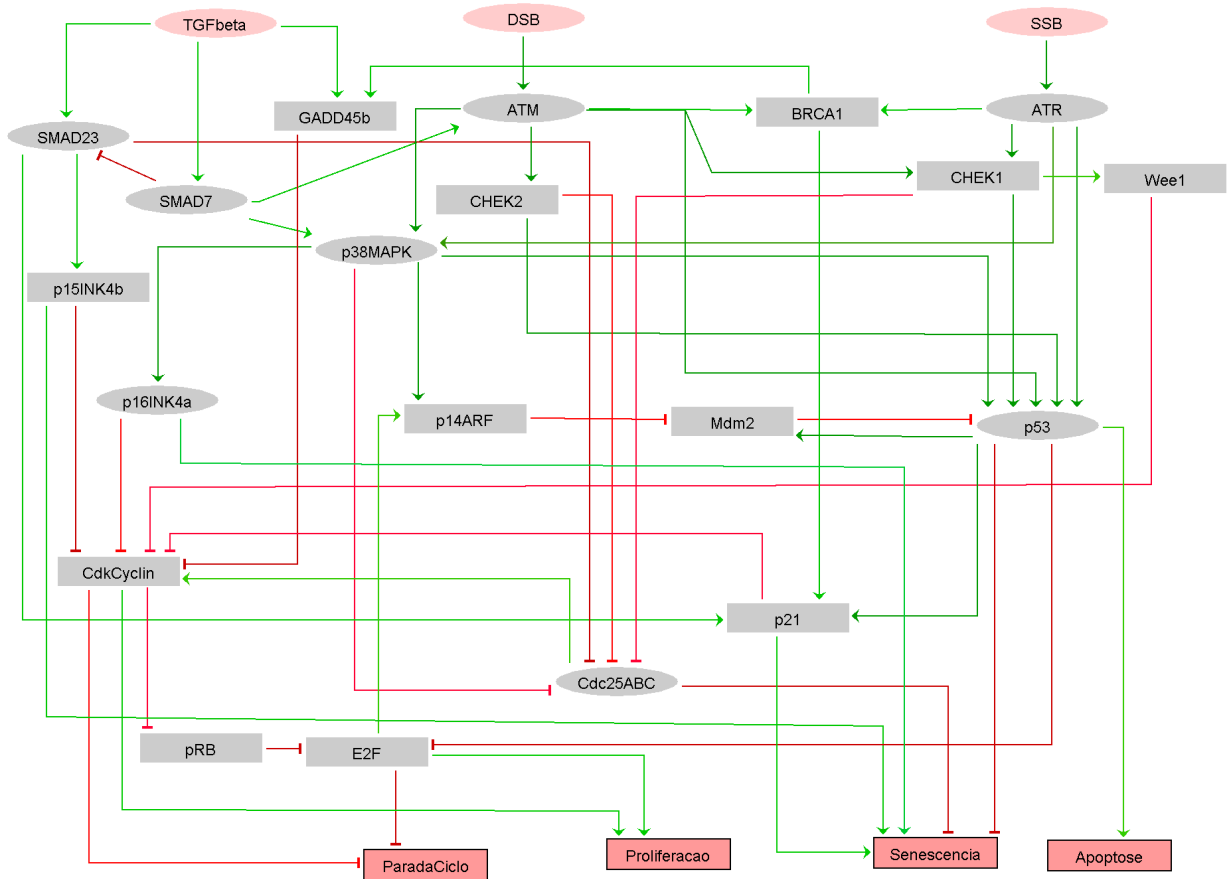 TGFbeta
DSB
SSB
GADD45b
ATM
BRCA1
ATR
SMAD23
CHEK1
Wee1
SMAD7
CHEK2
p38MAPK
p15INK4b
p16INK4a
p14ARF
Mdm2
p53
CdkCyclin
p21
Cdc25ABC
pRB
E2F
ParadaCiclo
Proliferacao
Senescencia
Apoptose